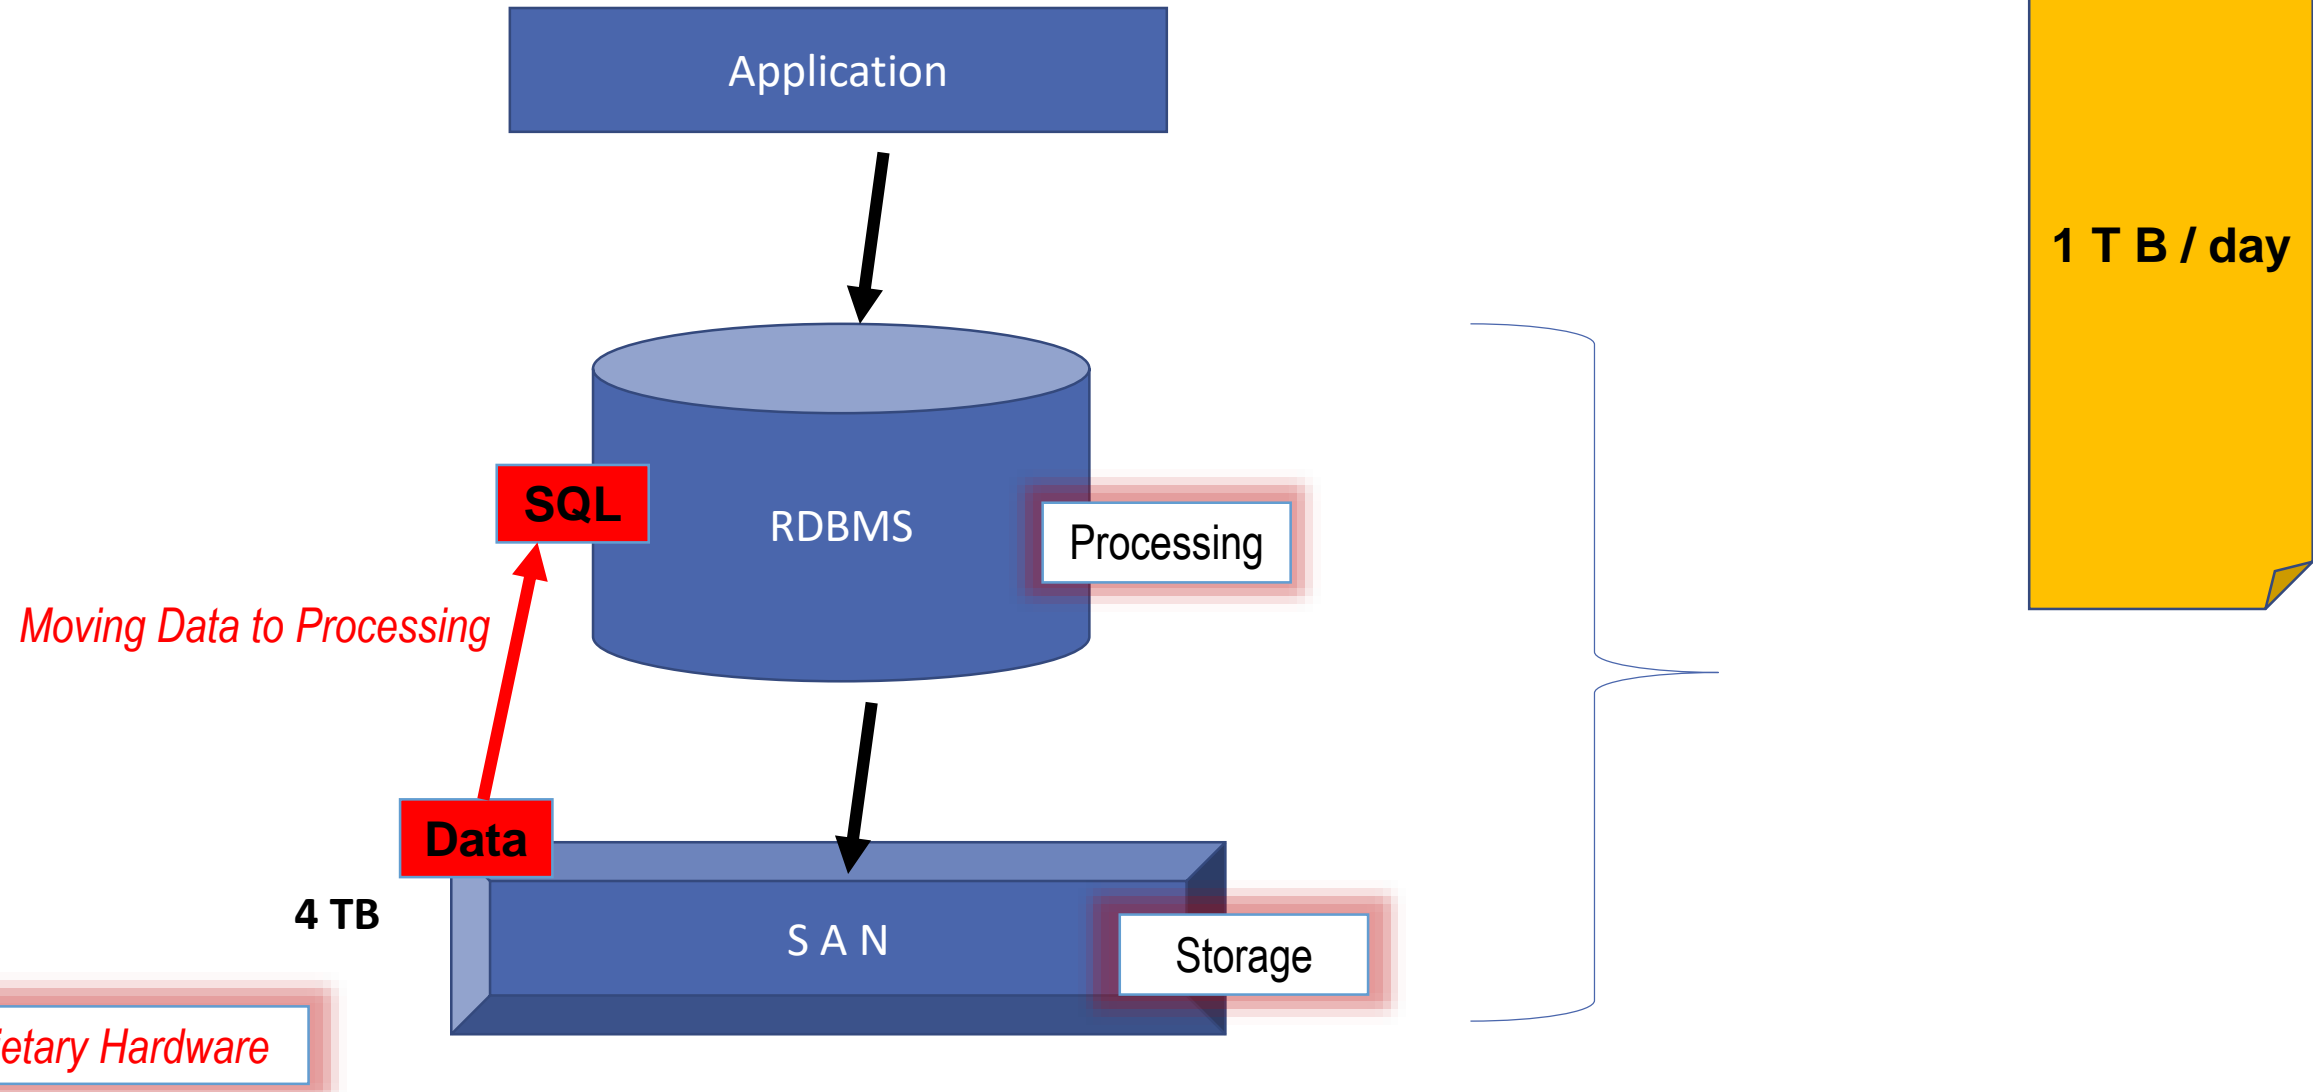 Application
1 T B / day
SQL
RDBMS
Processing
Moving Data to Processing
Data
4 TB
S A N
Storage
etary Hardware